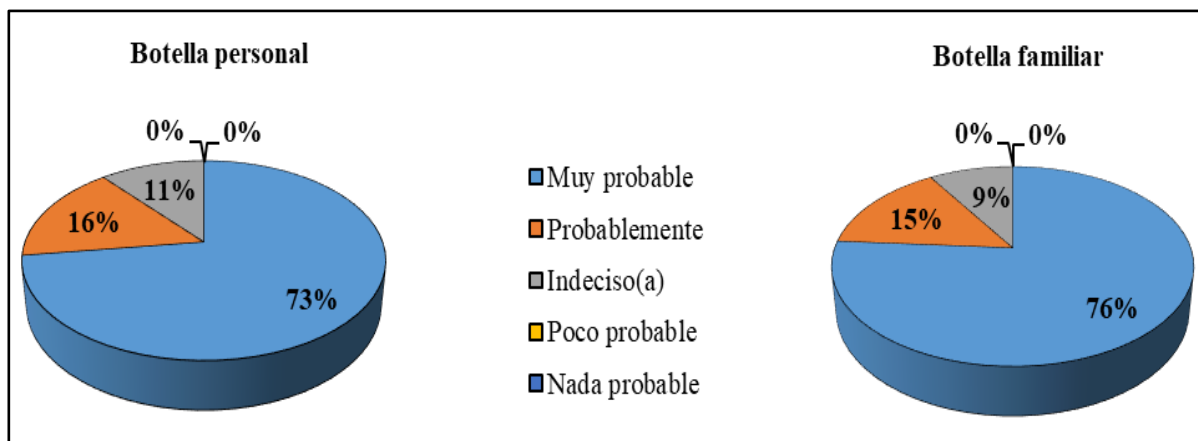 Botella personal
0% 0%
11%
16%
73%
Muy probable
Probablemente
Indeciso(a)
Poco probable
Nada probable
Botella familiar
0% 0%
9%
15%
76%